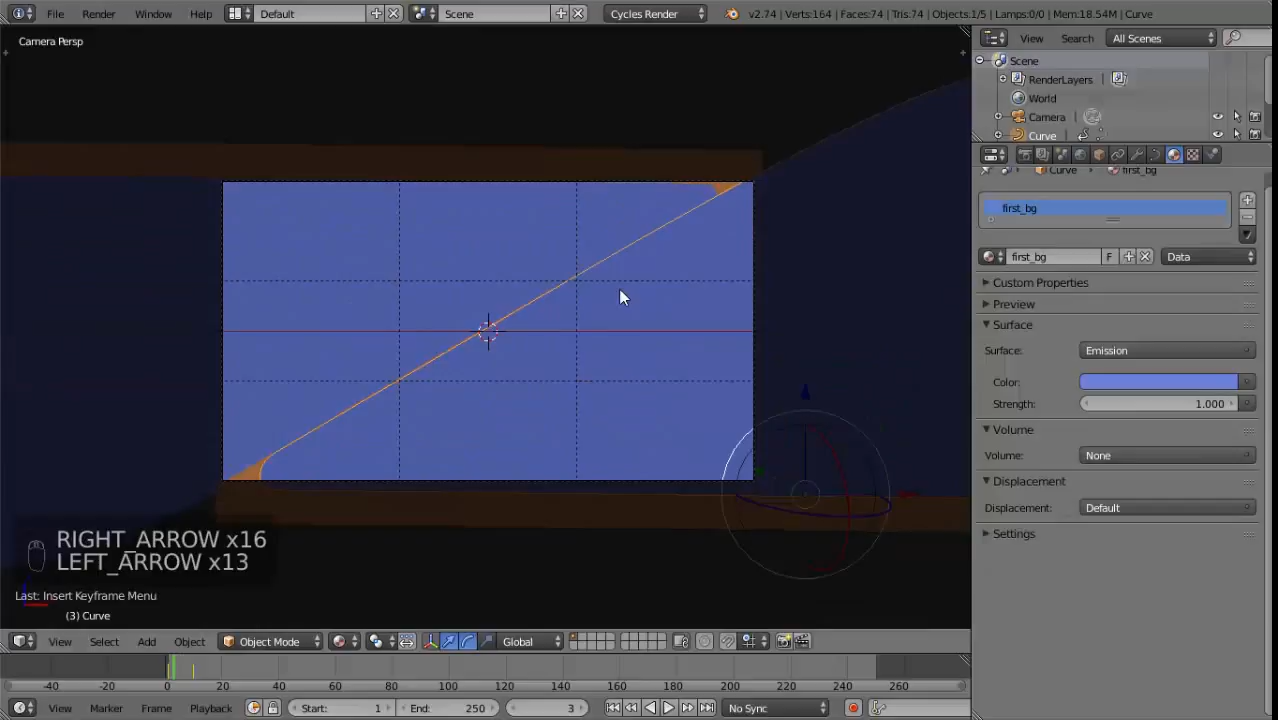 File Render Window Help Default Scene Cycles Render v2.74 | Verts:164 | Faces:74 | Tris:74 | Objects:1/5 | Lamps:0/0 | Mem:18.54M | Curve
Camera Persp
View Search All Scenes
Scene
RenderLayers
World
Camera
Curve
Curve first_bg
first_bg
first_bg F Data
Custom Properties
Preview
Surface
Surface: Emission
Color:
Strength: 1.000
Volume
Volume: None
Displacement
Displacement: Default
Settings
RIGHT_ARROW x16
LEFT_ARROW x13
Last: Insert Keyframe Menu
(3) Curve
View Select Add Object Object Mode Global
-40 -20 0 20 40 60 80 100 120 140 160 180 200 220 240 260
View Marker Frame Playback Start: 1 End: 250 3 No Sync